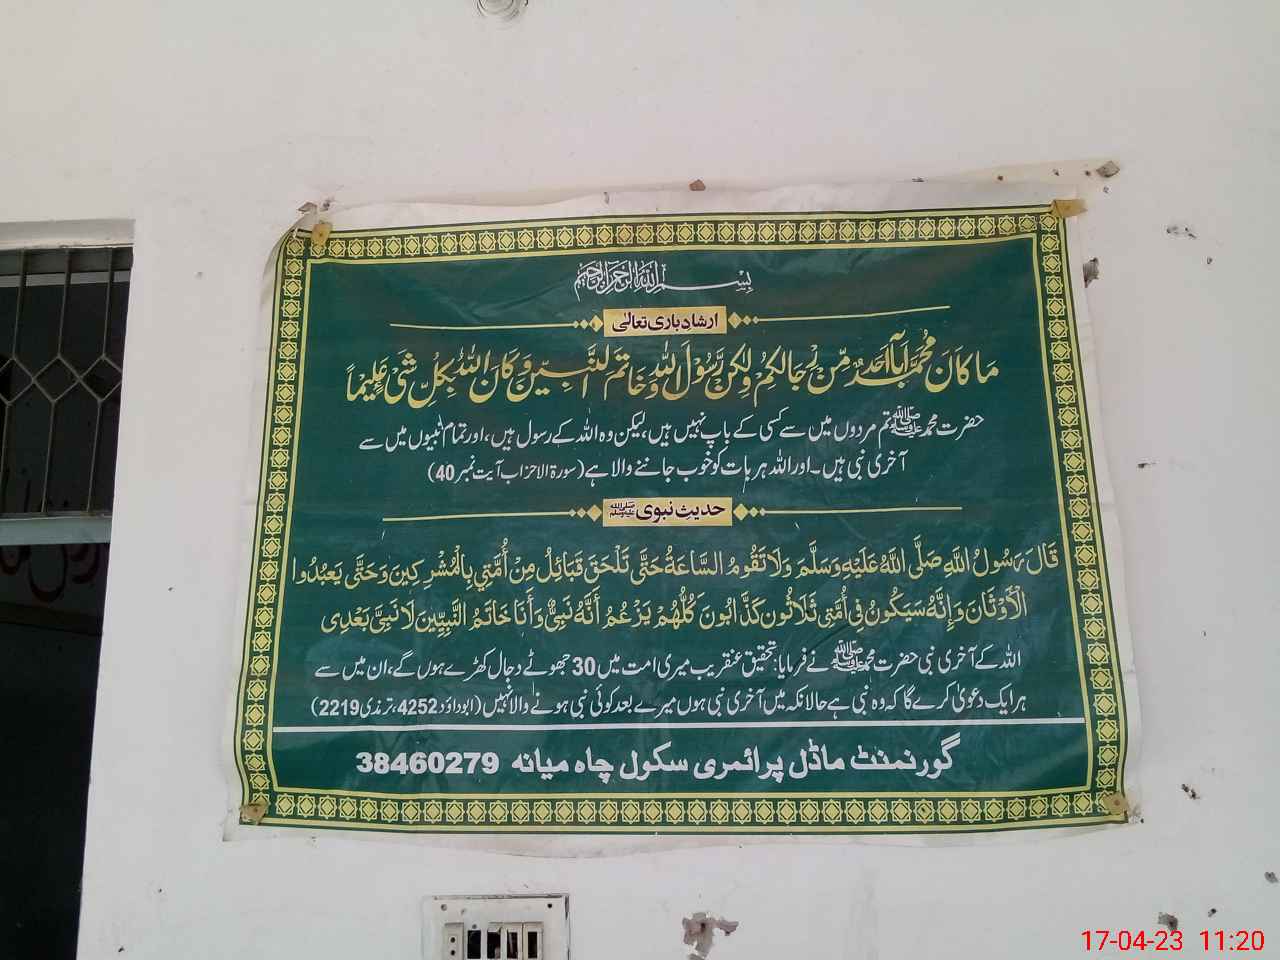 بِسْمِ اللهِ الرَّحْمٰنِ الرَّحِيْمِ
ارشادِ باری تعالیٰ
مَا كَانَ مُحَمَّدٌ اَبَآ اَحَدٍ مِّنْ رِّجَالِكُمْ وَلٰكِنْ رَّسُوْلَ اللهِ وَخَاتَمَ النَّبِيّٖنَ وَكَانَ اللهُ بِكُلِّ شَيْءٍ عَلِيْمًا
حضرت محمد ﷺ تم مردوں میں سے کسی کے باپ نہیں ہیں، لیکن وہ اللہ کے رسول ہیں، اور تمام نبیوں میں سے
آخری نبی ہیں۔ اور اللہ ہر بات کو خوب جاننے والا ہے (سورۃ الاحزاب آیت نمبر 40)
حدیثِ نبوی ﷺ
قَالَ رَسُولُ اللَّهِ صَلَّى اللَّهُ عَلَيْهِ وَسَلَّمَ وَلَا تَقُومُ السَّاعَةُ حَتَّى تَلْحَقَ قَبَائِلُ مِنْ أُمَّتِي بِالْمُشْرِكِينَ وَحَتَّى يَعْبُدُوا
الْأَوْثَانَ وَإِنَّهُ سَيَكُونُ فِي أُمَّتِي ثَلَاثُونَ كَذَّابُونَ كُلُّهُمْ يَزْعُمُ أَنَّهُ نَبِيٌّ وَأَنَا خَاتَمُ النَّبِيِّينَ لَا نَبِيَّ بَعْدِي
اللہ کے آخری نبی حضرت محمد ﷺ نے فرمایا: تحقیق عنقریب میری امت میں 30 جھوٹے دجال کھڑے ہوں گے، ان میں سے
ہر ایک دعویٰ کرے گا کہ وہ نبی ہے حالانکہ میں آخری نبی ہوں میرے بعد کوئی نبی ہونے والا نہیں (ابوداؤد 4252، ترمذی 2219)
گورنمنٹ ماڈل پرائمری سکول چاہ میانہ 38460279
17-04-23 11:20